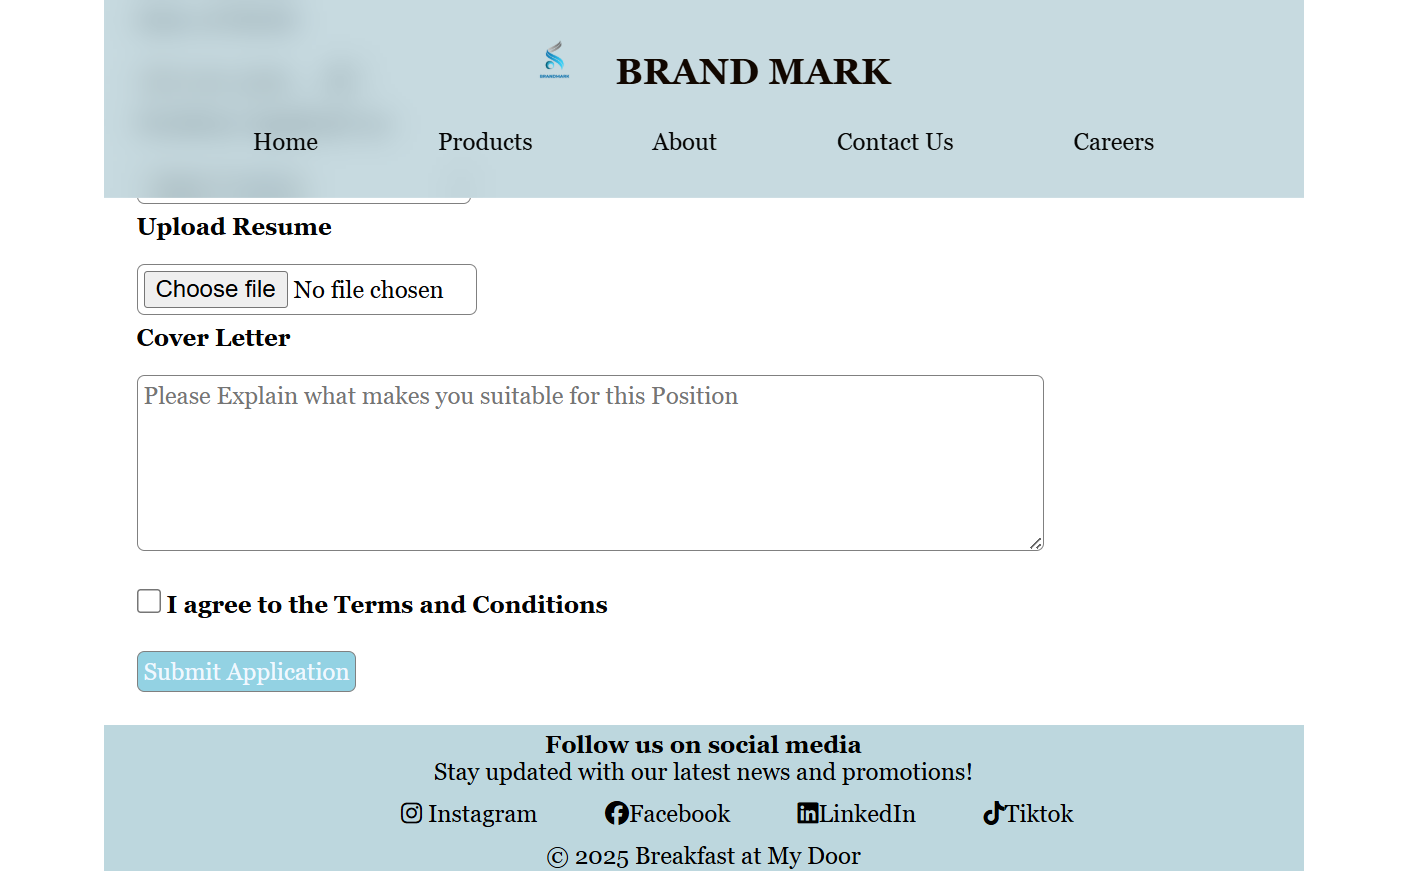 BRANDMARK
BRAND MARK
Home Products About Contact Us Careers
Upload Resume
Choose file No file chosen
Cover Letter
Please Explain what makes you suitable for this Position
I agree to the Terms and Conditions
Submit Application
Follow us on social media
Stay updated with our latest news and promotions!
Instagram Facebook LinkedIn Tiktok
© 2025 Breakfast at My Door